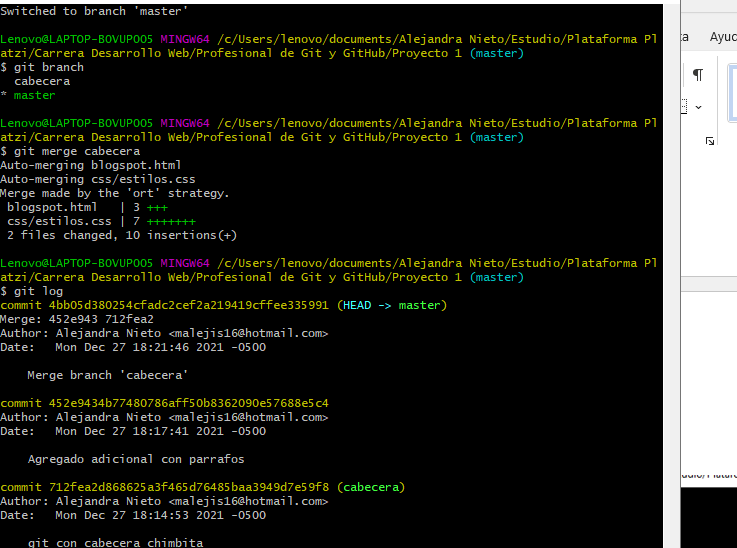 Switched to branch 'master'
Lenovo@LAPTOP-BOVUPOO5 MINGW64 /c/Users/lenovo/documents/Alejandra Nieto/Estudio/Plataforma Pl
atzi/Carrera Desarrollo Web/Profesional de Git y GitHub/Proyecto 1 (master)
$ git branch
  cabecera
* master
Lenovo@LAPTOP-BOVUPOO5 MINGW64 /c/Users/lenovo/documents/Alejandra Nieto/Estudio/Plataforma Pl
atzi/Carrera Desarrollo Web/Profesional de Git y GitHub/Proyecto 1 (master)
$ git merge cabecera
Auto-merging blogspot.html
Auto-merging css/estilos.css
Merge made by the 'ort' strategy.
 blogspot.html   | 3 +++
 css/estilos.css | 7 +++++++
 2 files changed, 10 insertions(+)
Lenovo@LAPTOP-BOVUPOO5 MINGW64 /c/Users/lenovo/documents/Alejandra Nieto/Estudio/Plataforma Pl
atzi/Carrera Desarrollo Web/Profesional de Git y GitHub/Proyecto 1 (master)
$ git log
commit 4bb05d380254cfadc2cef2a219419cffee335991 (HEAD -> master)
Merge: 452e943 712fea2
Author: Alejandra Nieto <malejis16@hotmail.com>
Date:   Mon Dec 27 18:21:46 2021 -0500
    Merge branch 'cabecera'
commit 452e9434b77480786aff50b8362090e57688e5c4
Author: Alejandra Nieto <malejis16@hotmail.com>
Date:   Mon Dec 27 18:17:41 2021 -0500
    Agregado adicional con parrafos
commit 712fea2d868625a3f465d76485baa3949d7e59f8 (cabecera)
Author: Alejandra Nieto <malejis16@hotmail.com>
Date:   Mon Dec 27 18:14:53 2021 -0500
    git con cabecera chimbita
ta Ayud
¶